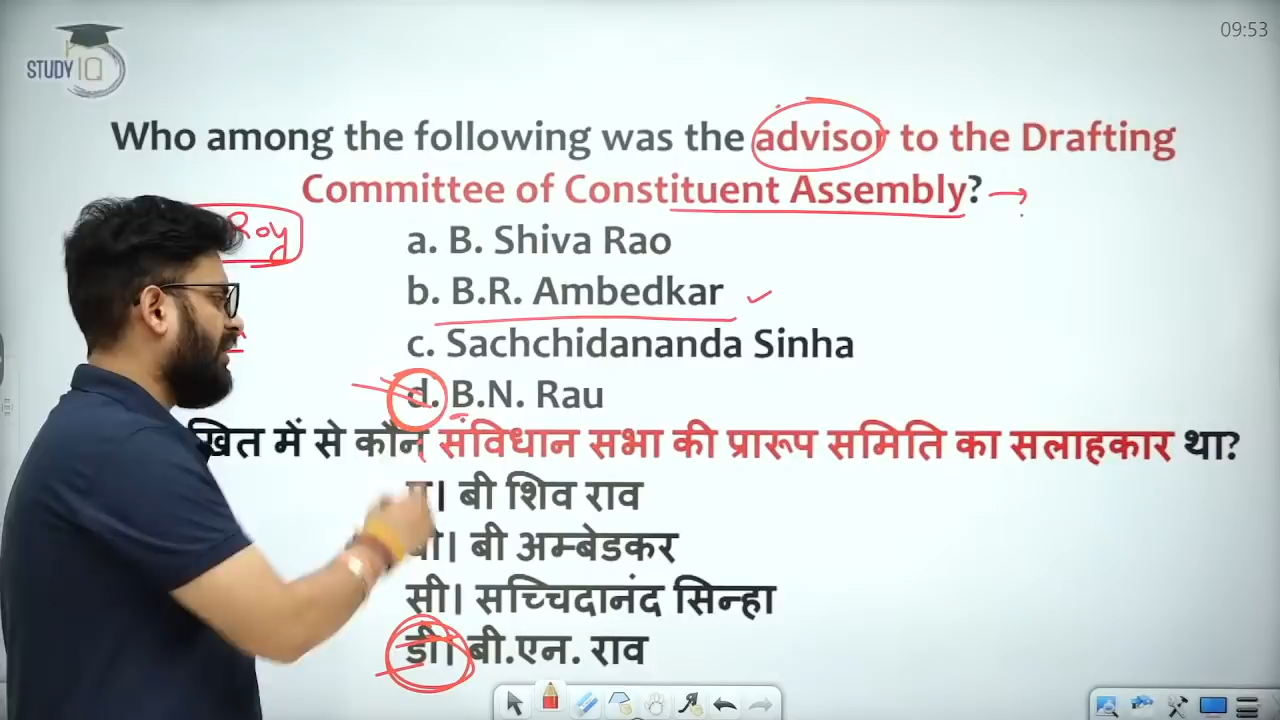 09:53
STUDY IQ
Who among the following was the advisor to the Drafting
Committee of Constituent Assembly?
Roy
a. B. Shiva Rao
b. B.R. Ambedkar
c. Sachchidananda Sinha
d. B.N. Rau
में से कौन संविधान सभा की प्रारूप समिति का सलाहकार था?
बी शिव राव
बी अम्बेडकर
सी। सच्चिदानंद सिन्हा
डी। बी.एन. राव